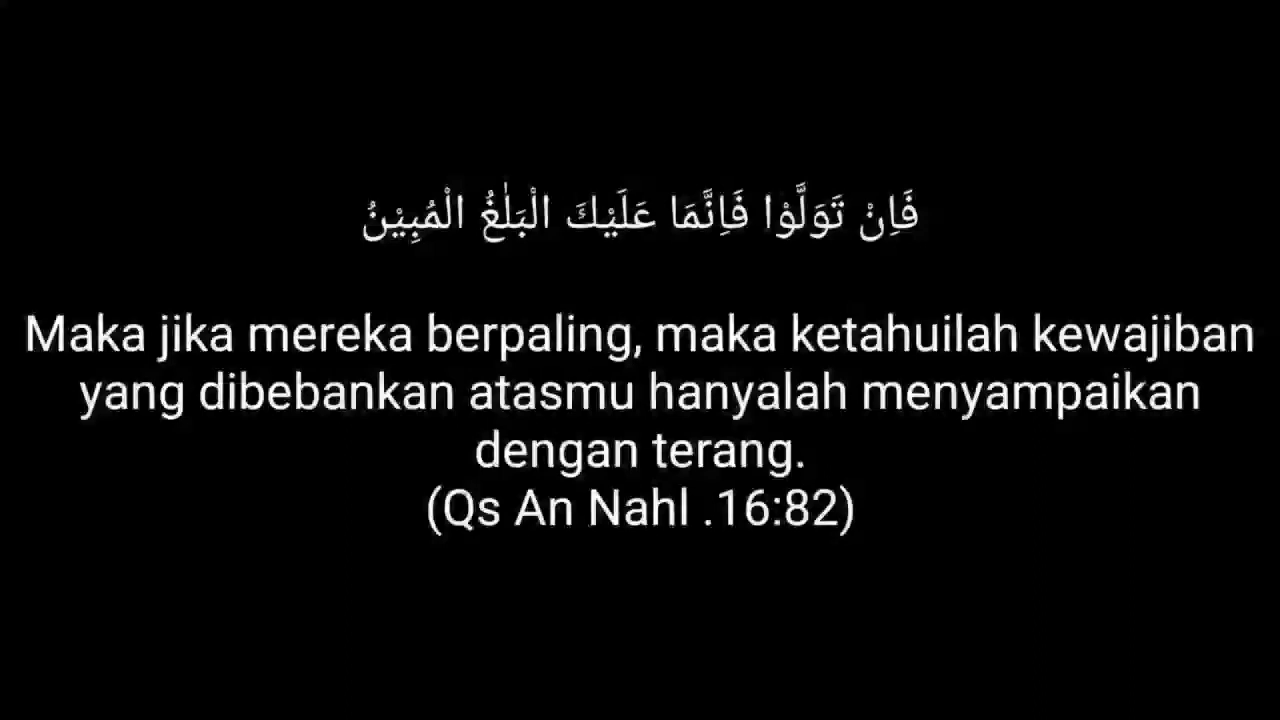 فَاِنْ تَوَلَّوْا فَاِنَّمَا عَلَيْكَ الْبَلٰغُ الْمُبِيْنُ
Maka jika mereka berpaling, maka ketahuilah kewajiban
yang dibebankan atasmu hanyalah menyampaikan
dengan terang.
(Qs An Nahl .16:82)